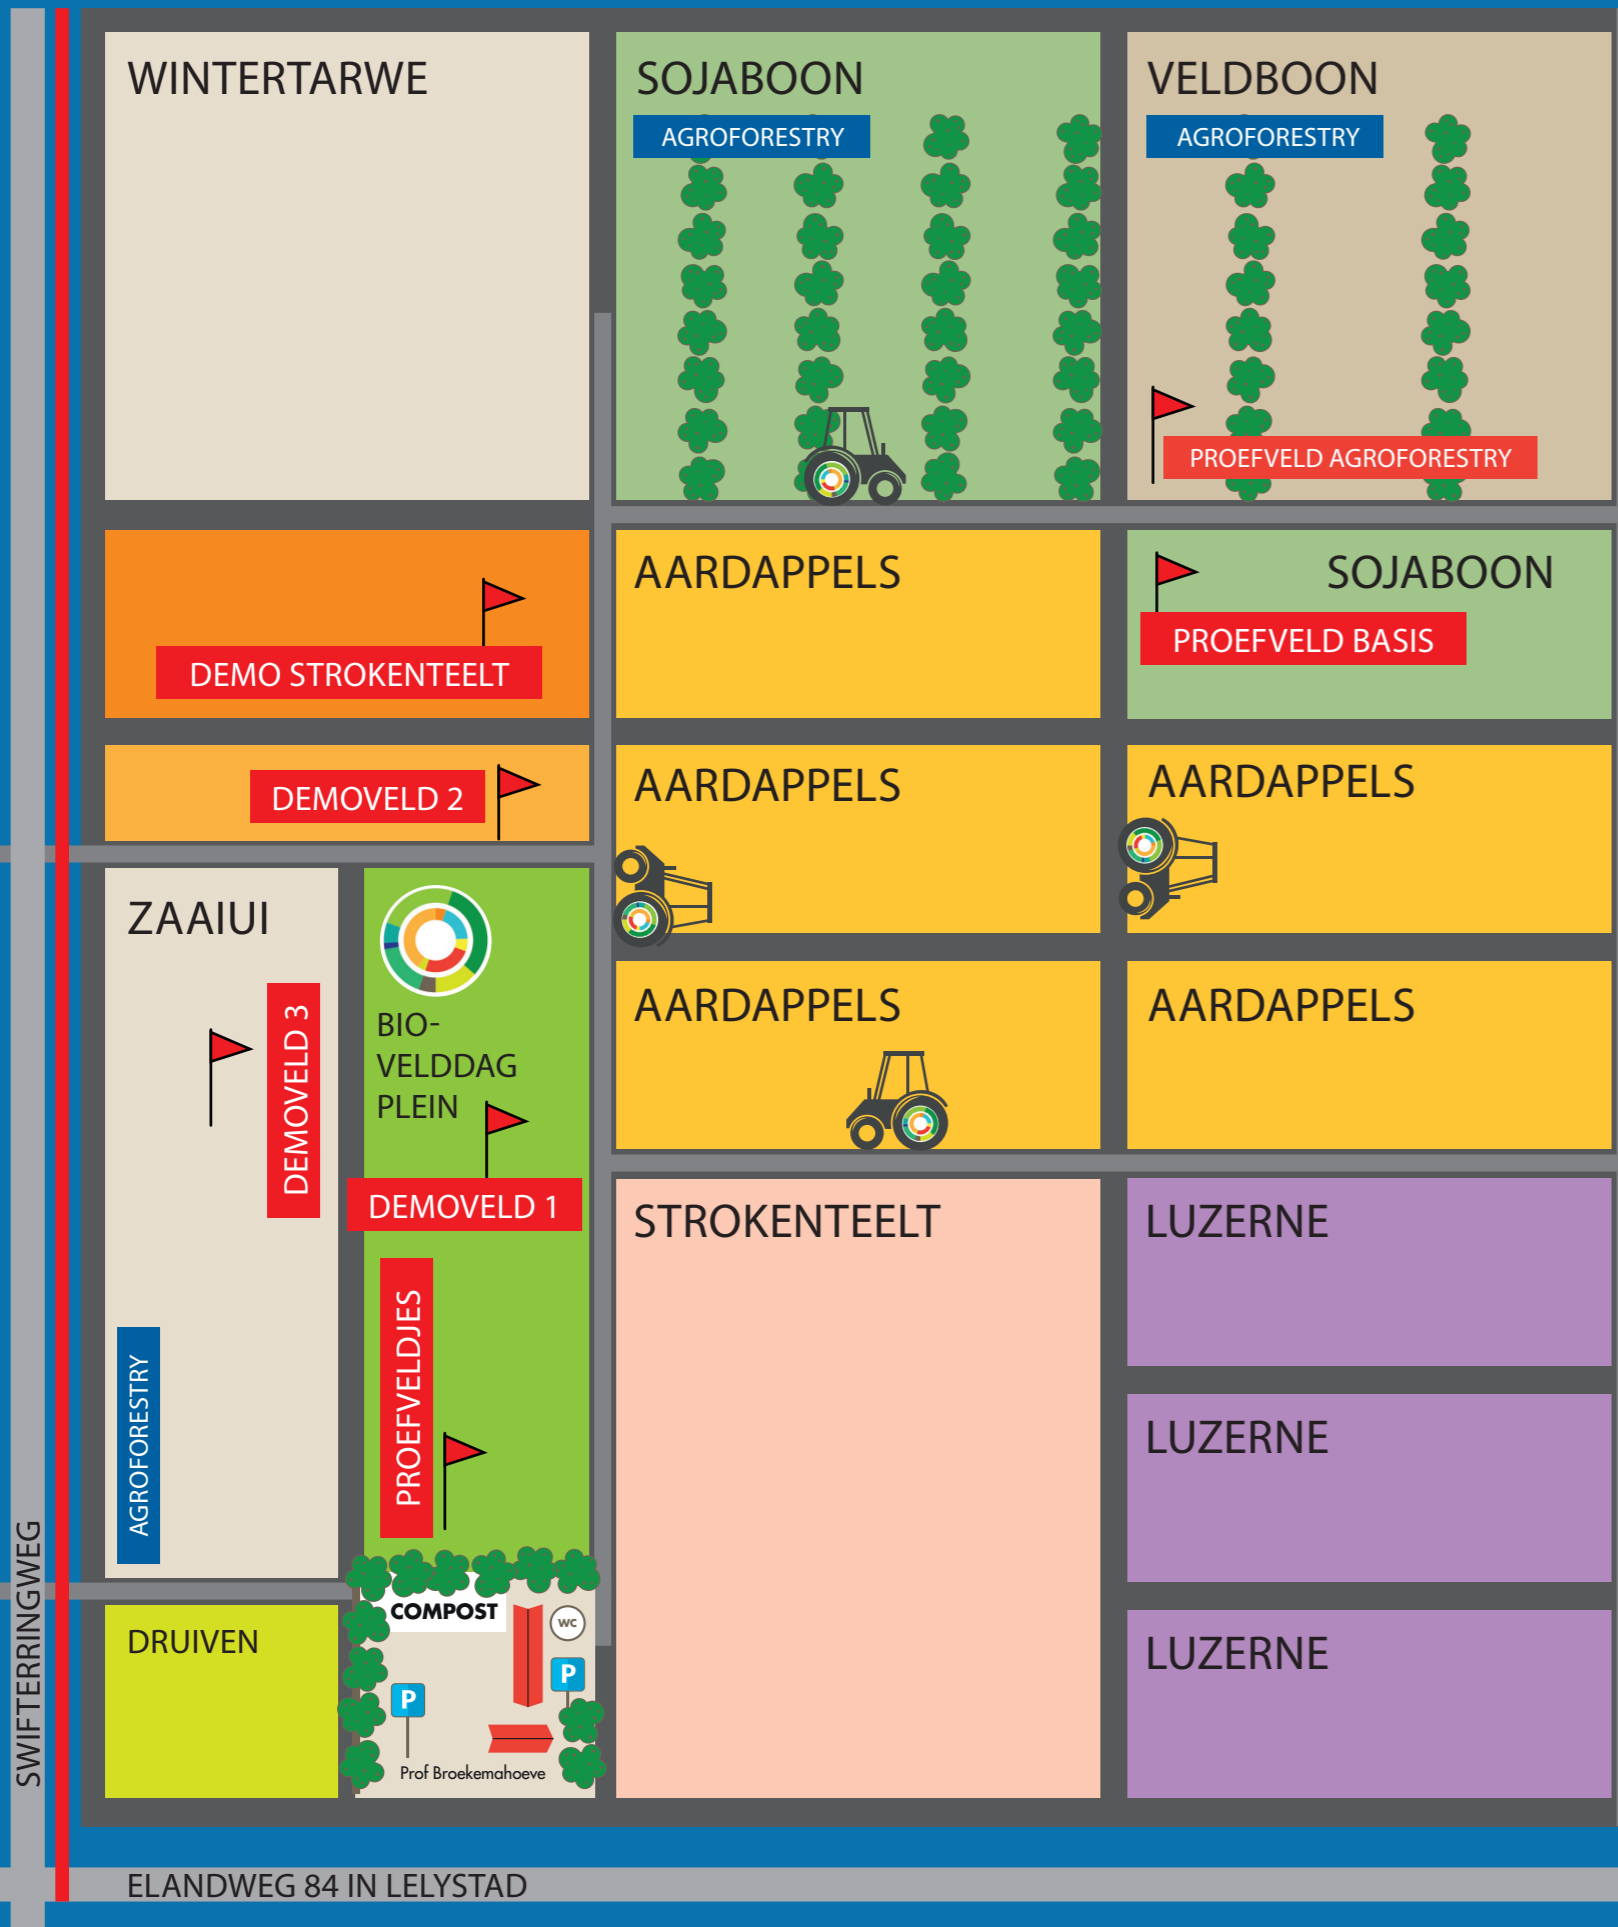 WINTERTARWE
SOJABOON
AGROFORESTRY
VELDBOON
AGROFORESTRY
PROEFVELD AGROFORESTRY
DEMO STROKENTEELT
AARDAPPELS
SOJABOON
PROEFVELD BASIS
DEMOVELD 2
AARDAPPELS
AARDAPPELS
ZAAIUI
DEMOVELD 3
AGROFORESTRY
BIO-
VELDDAG
PLEIN
DEMOVELD 1
PROEFVELDJES
AARDAPPELS
AARDAPPELS
STROKENTEELT
LUZERNE
LUZERNE
LUZERNE
DRUIVEN
COMPOST
WC
P
P
Prof Broekemahoeve
SWIFTERRINGWEG
ELANDWEG 84 IN LELYSTAD